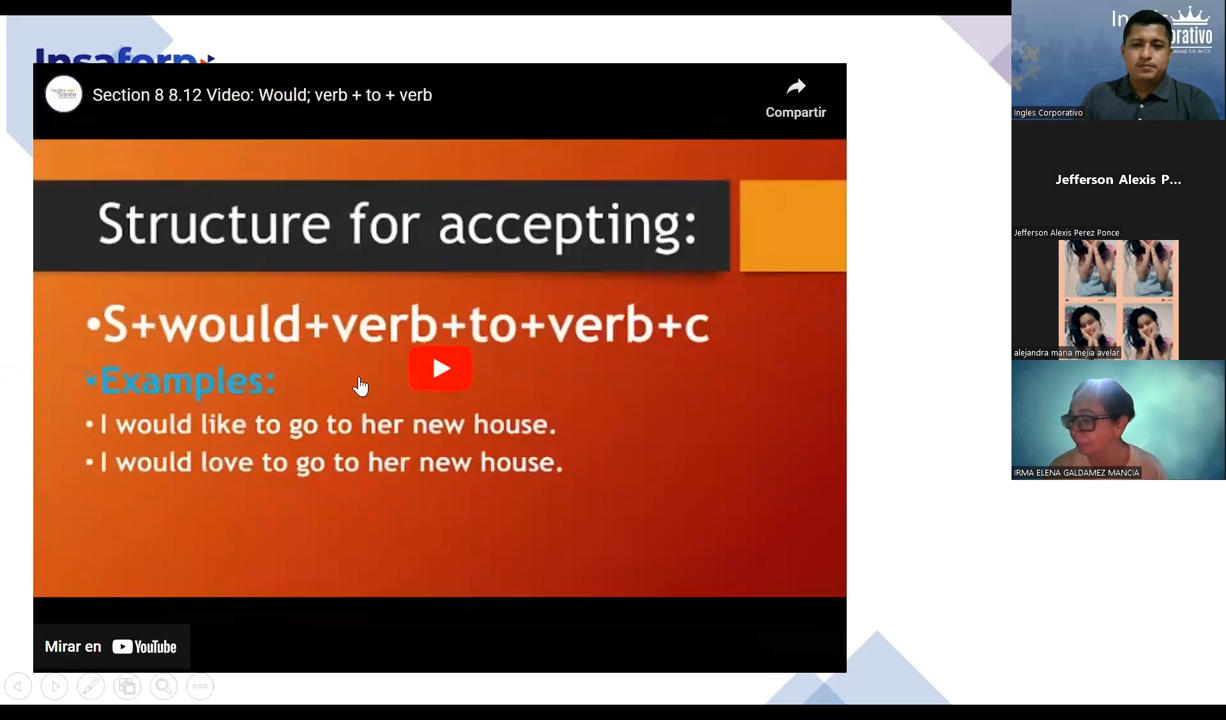 Insaforp
Section 8 8.12 Video: Would; verb + to + verb
Compartir
Structure for accepting:
•S+would+verb+to+verb+c
•Examples:
•I would like to go to her new house.
•I would love to go to her new house.
Mirar en YouTube
Ingles Corporativo
Jefferson Alexis P...
Jefferson Alexis Perez Ponce
alejandra maria mejia avelar
IRMA ELENA GALDAMEZ MANCIA